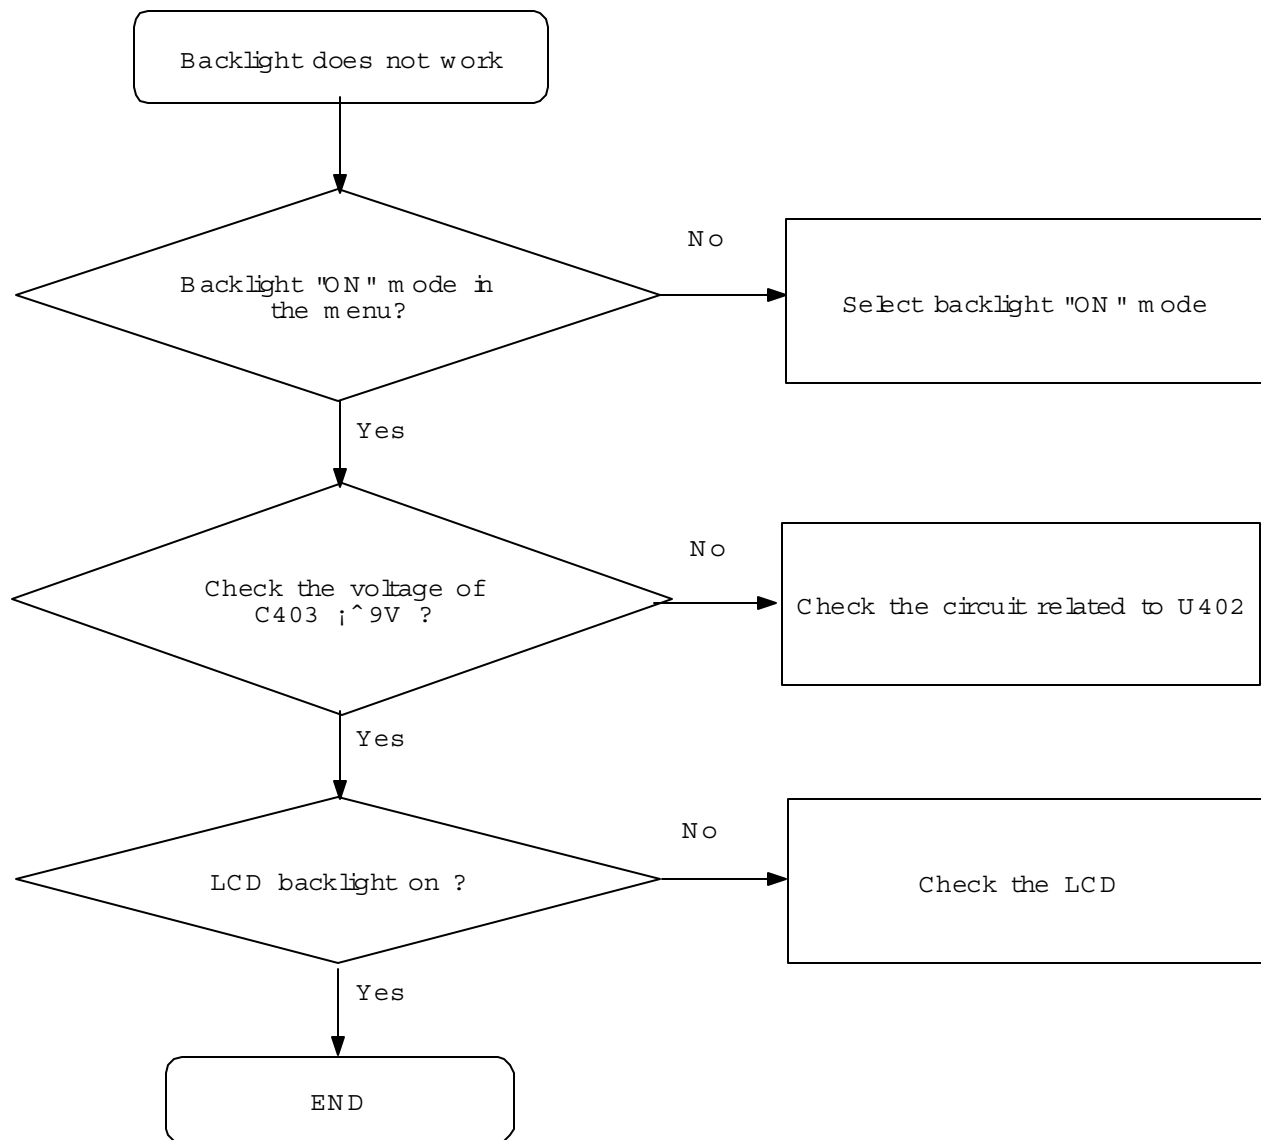 Backlight does not work
No
Backlight "ON" mode in
the menu?
Select backlight "ON" mode
Yes
No
Check the voltage of
C403 ¡^9V ?
Check the circuit related to U402
Yes
No
LCD backlight on ?
Check the LCD
Yes
END